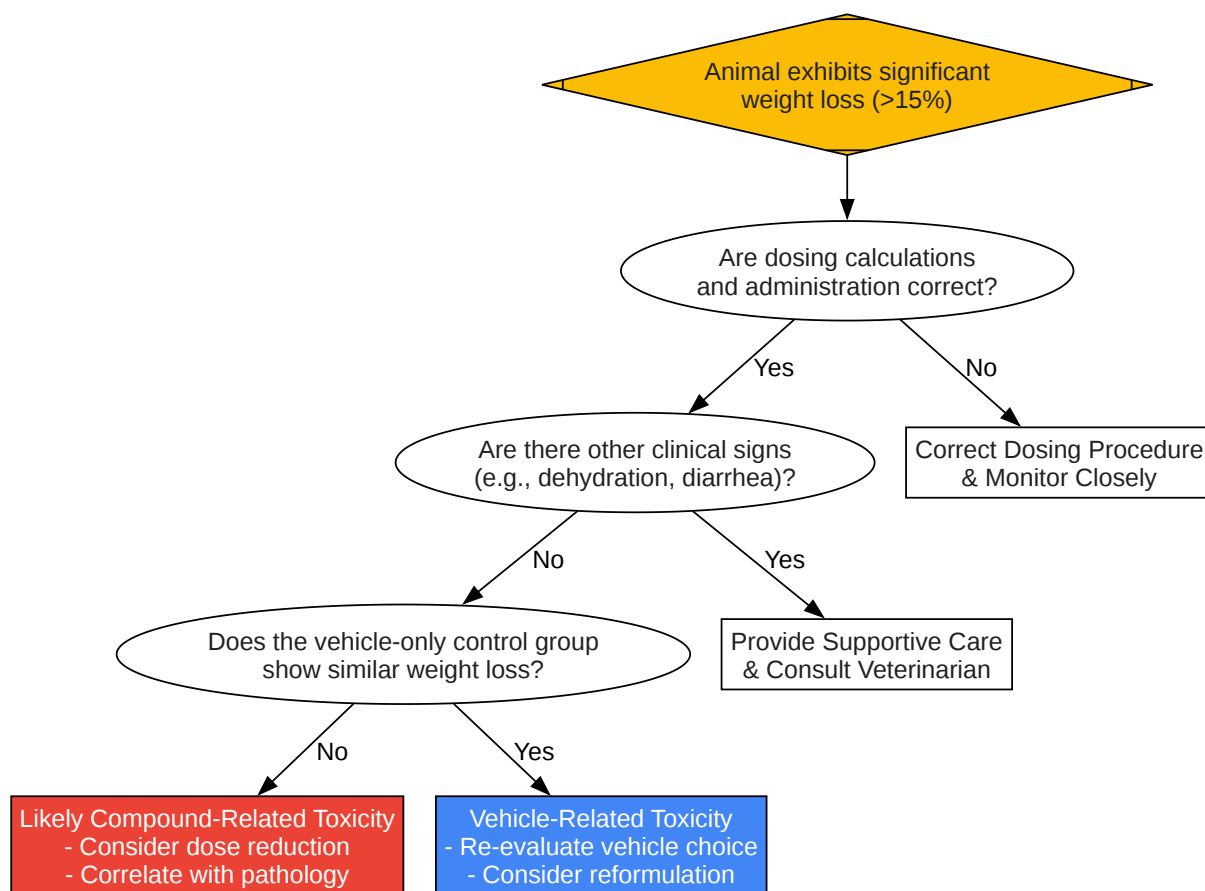 Animal exhibits significant
weight loss (>15%)
Are dosing calculations
and administration correct?
Yes
No
Are there other clinical signs
(e.g., dehydration, diarrhea)?
Correct Dosing Procedure
& Monitor Closely
No
Yes
Does the vehicle-only control group
show similar weight loss?
Provide Supportive Care
& Consult Veterinarian
No
Yes
Likely Compound-Related Toxicity
- Consider dose reduction
- Correlate with pathology
Vehicle-Related Toxicity
- Re-evaluate vehicle choice
- Consider reformulation